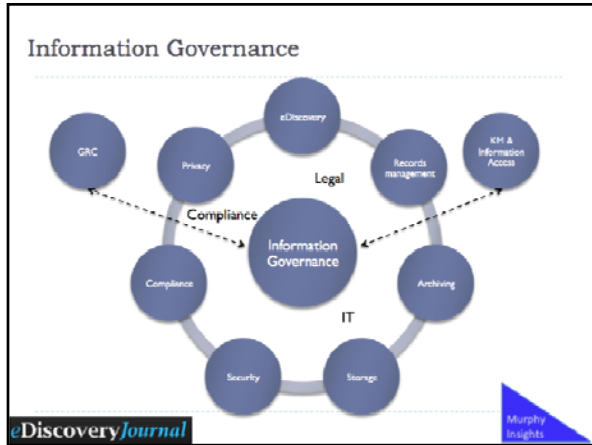 Information Governance
eDiscovery
GRC
Privacy
Records
management
KM &
Information
Access
Legal
Compliance
Information
Governance
Compliance
Archiving
IT
Security
Storage
eDiscoveryJournal
Murphy
Insights